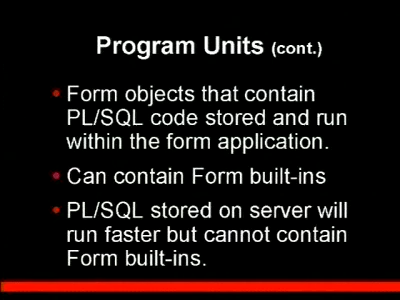 Program Units (cont.)
• Form objects that contain
PL/SQL code stored and run
within the form application.
• Can contain Form built-ins
• PL/SQL stored on server will
run faster but cannot contain
Form built-ins.